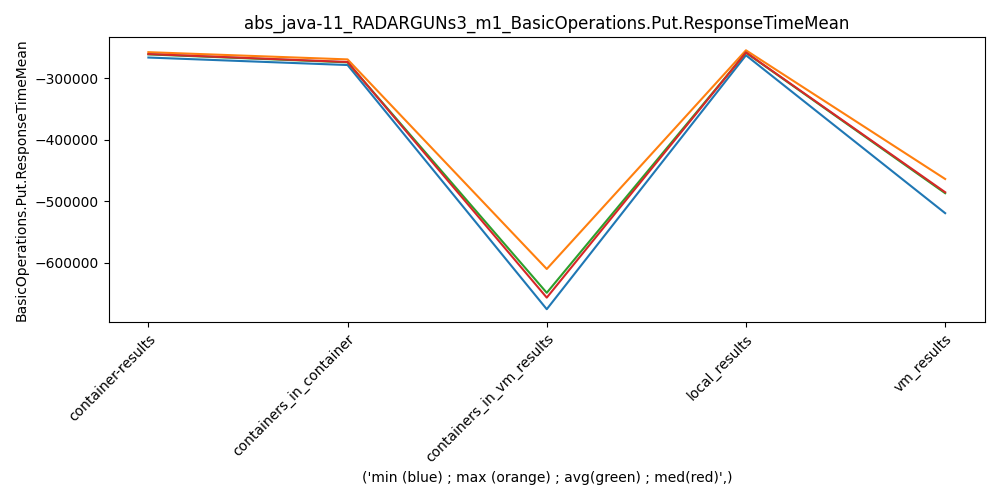 abs_java-11_RADARGUNs3_m1_BasicOperations.Put.ResponseTimeMean
BasicOperations.Put.ResponseTimeMean
−300000
−400000
−500000
−600000
container-results
containers_in_container
containers_in_vm_results
local_results
vm_results
('min (blue) ; max (orange) ; avg(green) ; med(red)',)